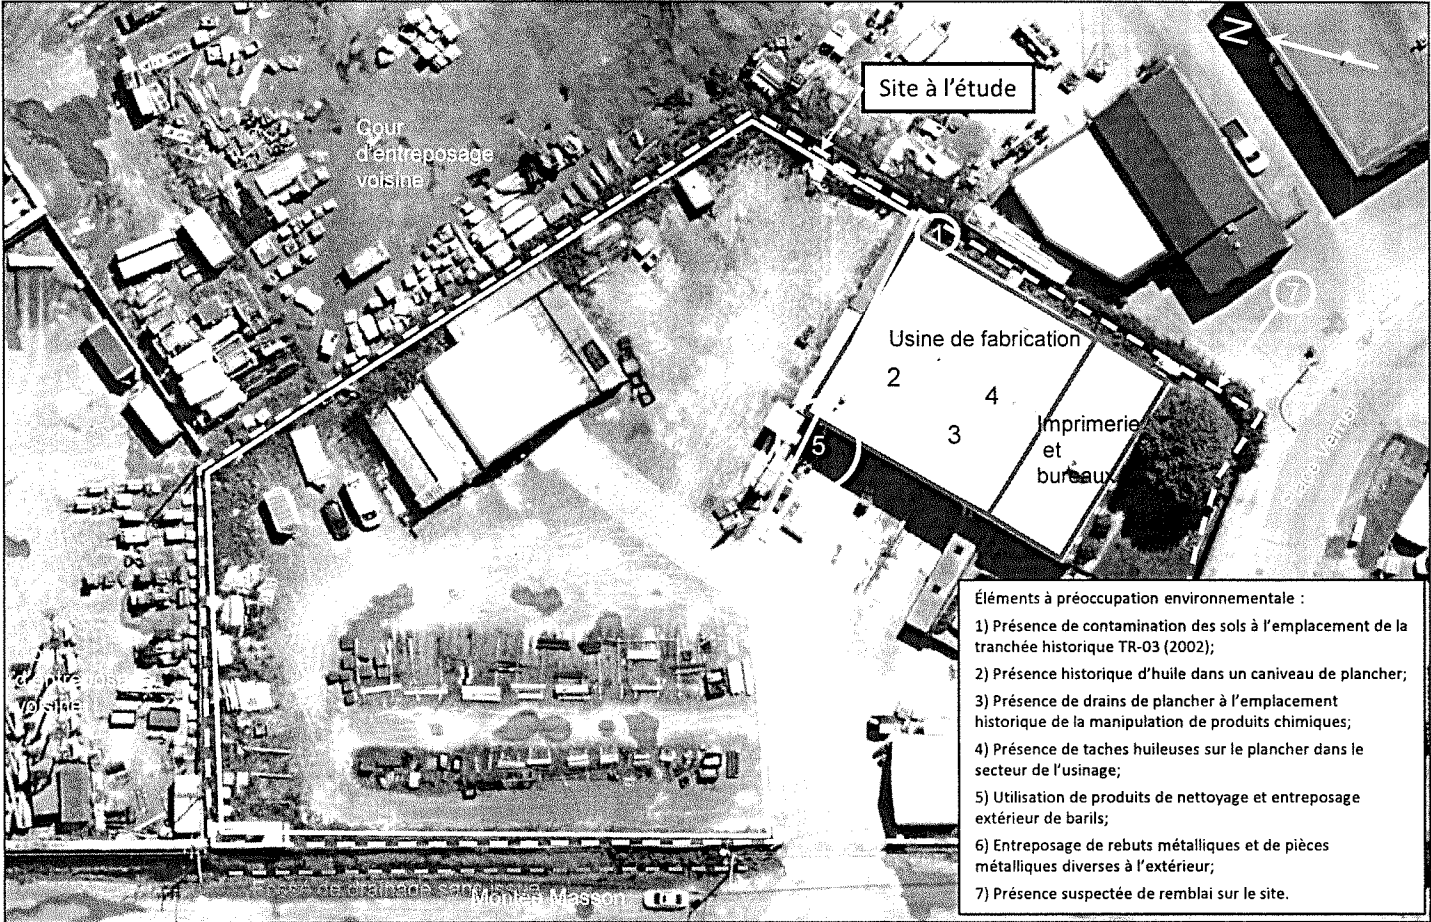 N
Site à l'étude
Cour
d'entreposage
voisine
1
7
Usine de fabrication
2
4
3
Imprimerie
et
bureaux
5
voisine
Éléments à préoccupation environnementale :
1) Présence de contamination des sols à l'emplacement de la
tranchée historique TR-03 (2002);
2) Présence historique d'huile dans un caniveau de plancher;
3) Présence de drains de plancher à l'emplacement
historique de la manipulation de produits chimiques;
4) Présence de taches huileuses sur le plancher dans le
secteur de l'usinage;
5) Utilisation de produits de nettoyage et entreposage
extérieur de barils;
6) Entreposage de rebuts métalliques et de pièces
métalliques diverses à l'extérieur;
7) Présence suspectée de remblai sur le site.
de drainage
Montée Masson